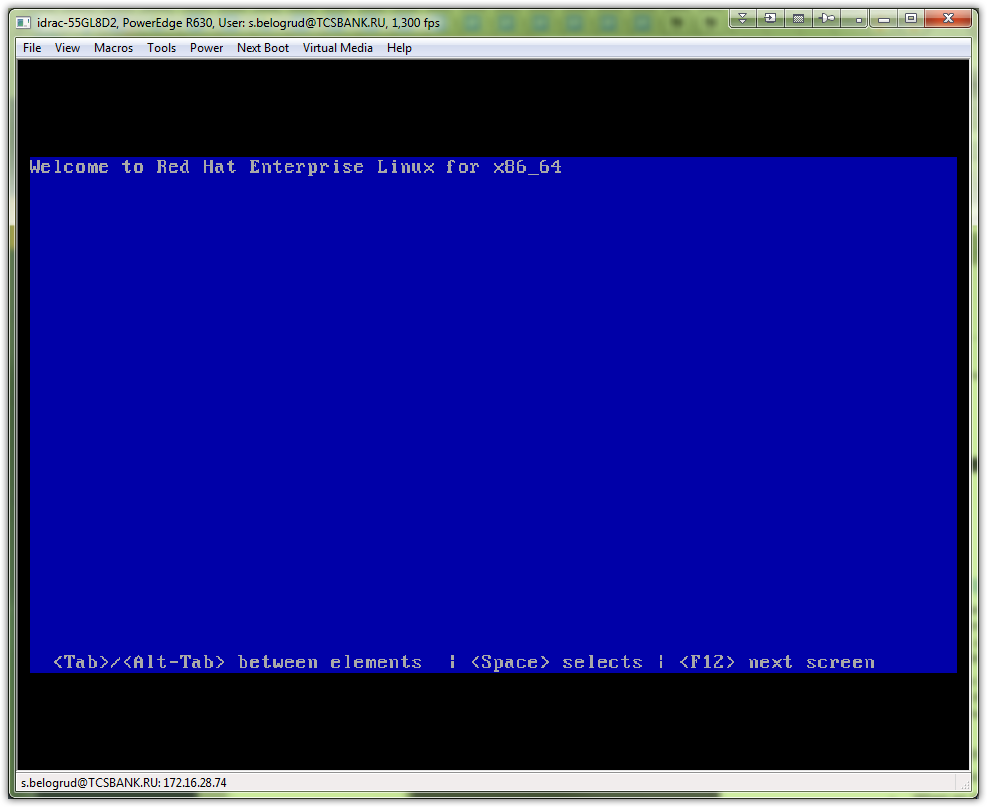 idrac-55GL8D2, PowerEdge R630, User: s.belogrud@TCSBANK.RU, 1,300 fps
File View Macros Tools Power Next Boot Virtual Media Help
Welcome to Red Hat Enterprise Linux for x86_64
<Tab>/<Alt-Tab> between elements | <Space> selects | <F12> next screen
s.belogrud@TCSBANK.RU: 172.16.28.74